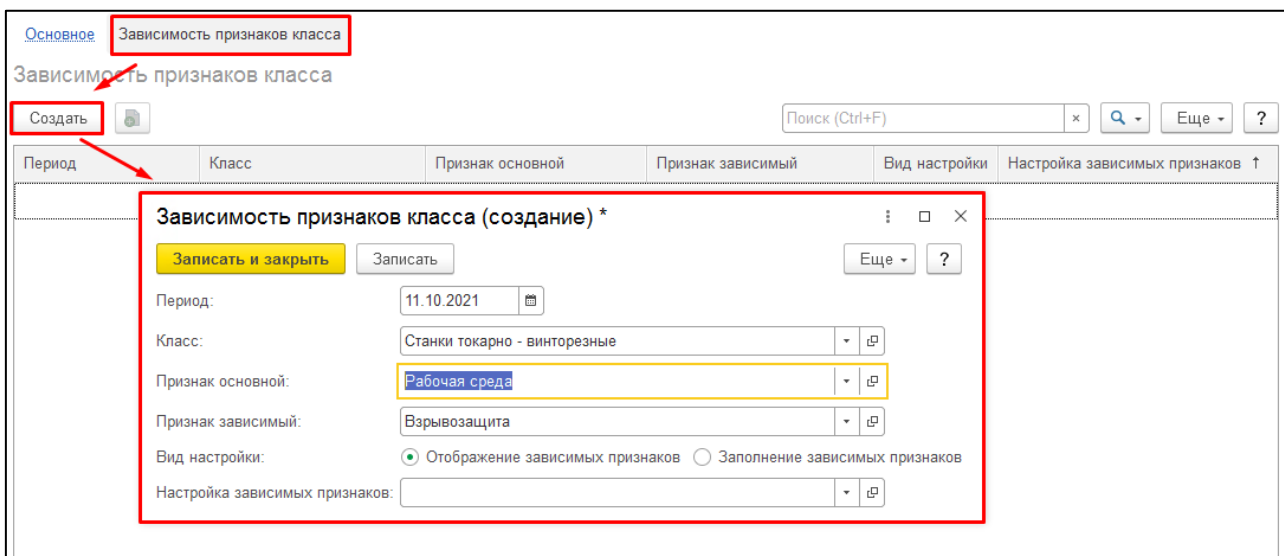 Основное Зависимость признаков класса
Зависимость признаков класса
Создать Поиск (Ctrl+F) × Еще ?
Период Класс Признак основной Признак зависимый Вид настройки Настройка зависимых признаков ↑
Зависимость признаков класса (создание) *
Записать и закрыть Записать Еще ?
Период: 11.10.2021
Класс: Станки токарно - винторезные
Признак основной: Рабочая среда
Признак зависимый: Взрывозащита
Вид настройки: Отображение зависимых признаков Заполнение зависимых признаков
Настройка зависимых признаков: